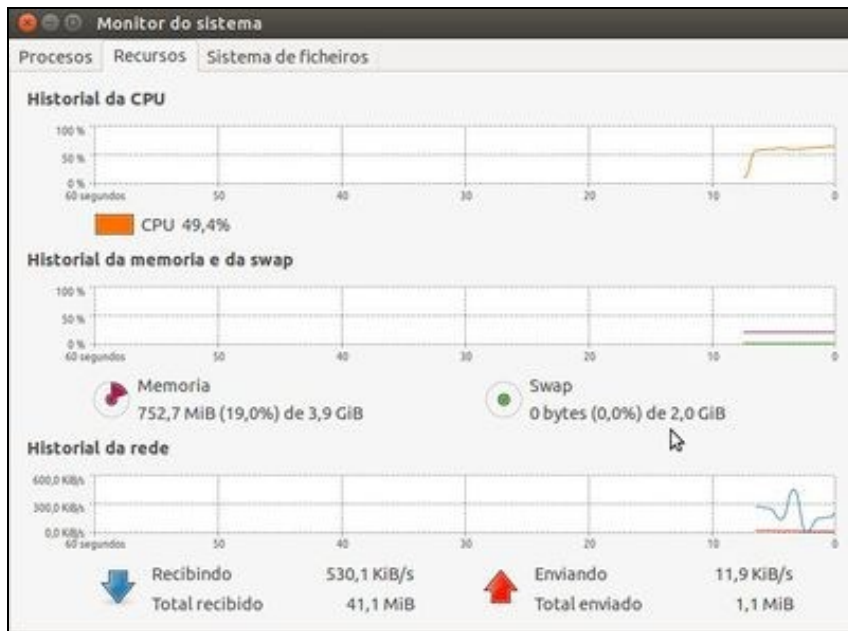 Monitor do sistema
Procesos Recursos Sistema de ficheiros
Historial da CPU
100 %
50 %
0 %
60 segundos 50 40 30 20 10 0
CPU 49,4%
Historial da memoria e da swap
100 %
50 %
0 %
60 segundos 50 40 30 20 10 0
Memoria Swap
752,7 MiB (19,0%) de 3,9 GiB 0 bytes (0,0%) de 2,0 GiB
Historial da rede
600,0 KiB/s
300,0 KiB/s
0,0 KiB/s
60 segundos 50 40 30 20 10 0
Recibindo 530,1 KiB/s Enviando 11,9 KiB/s
Total recibido 41,1 MiB Total enviado 1,1 MiB